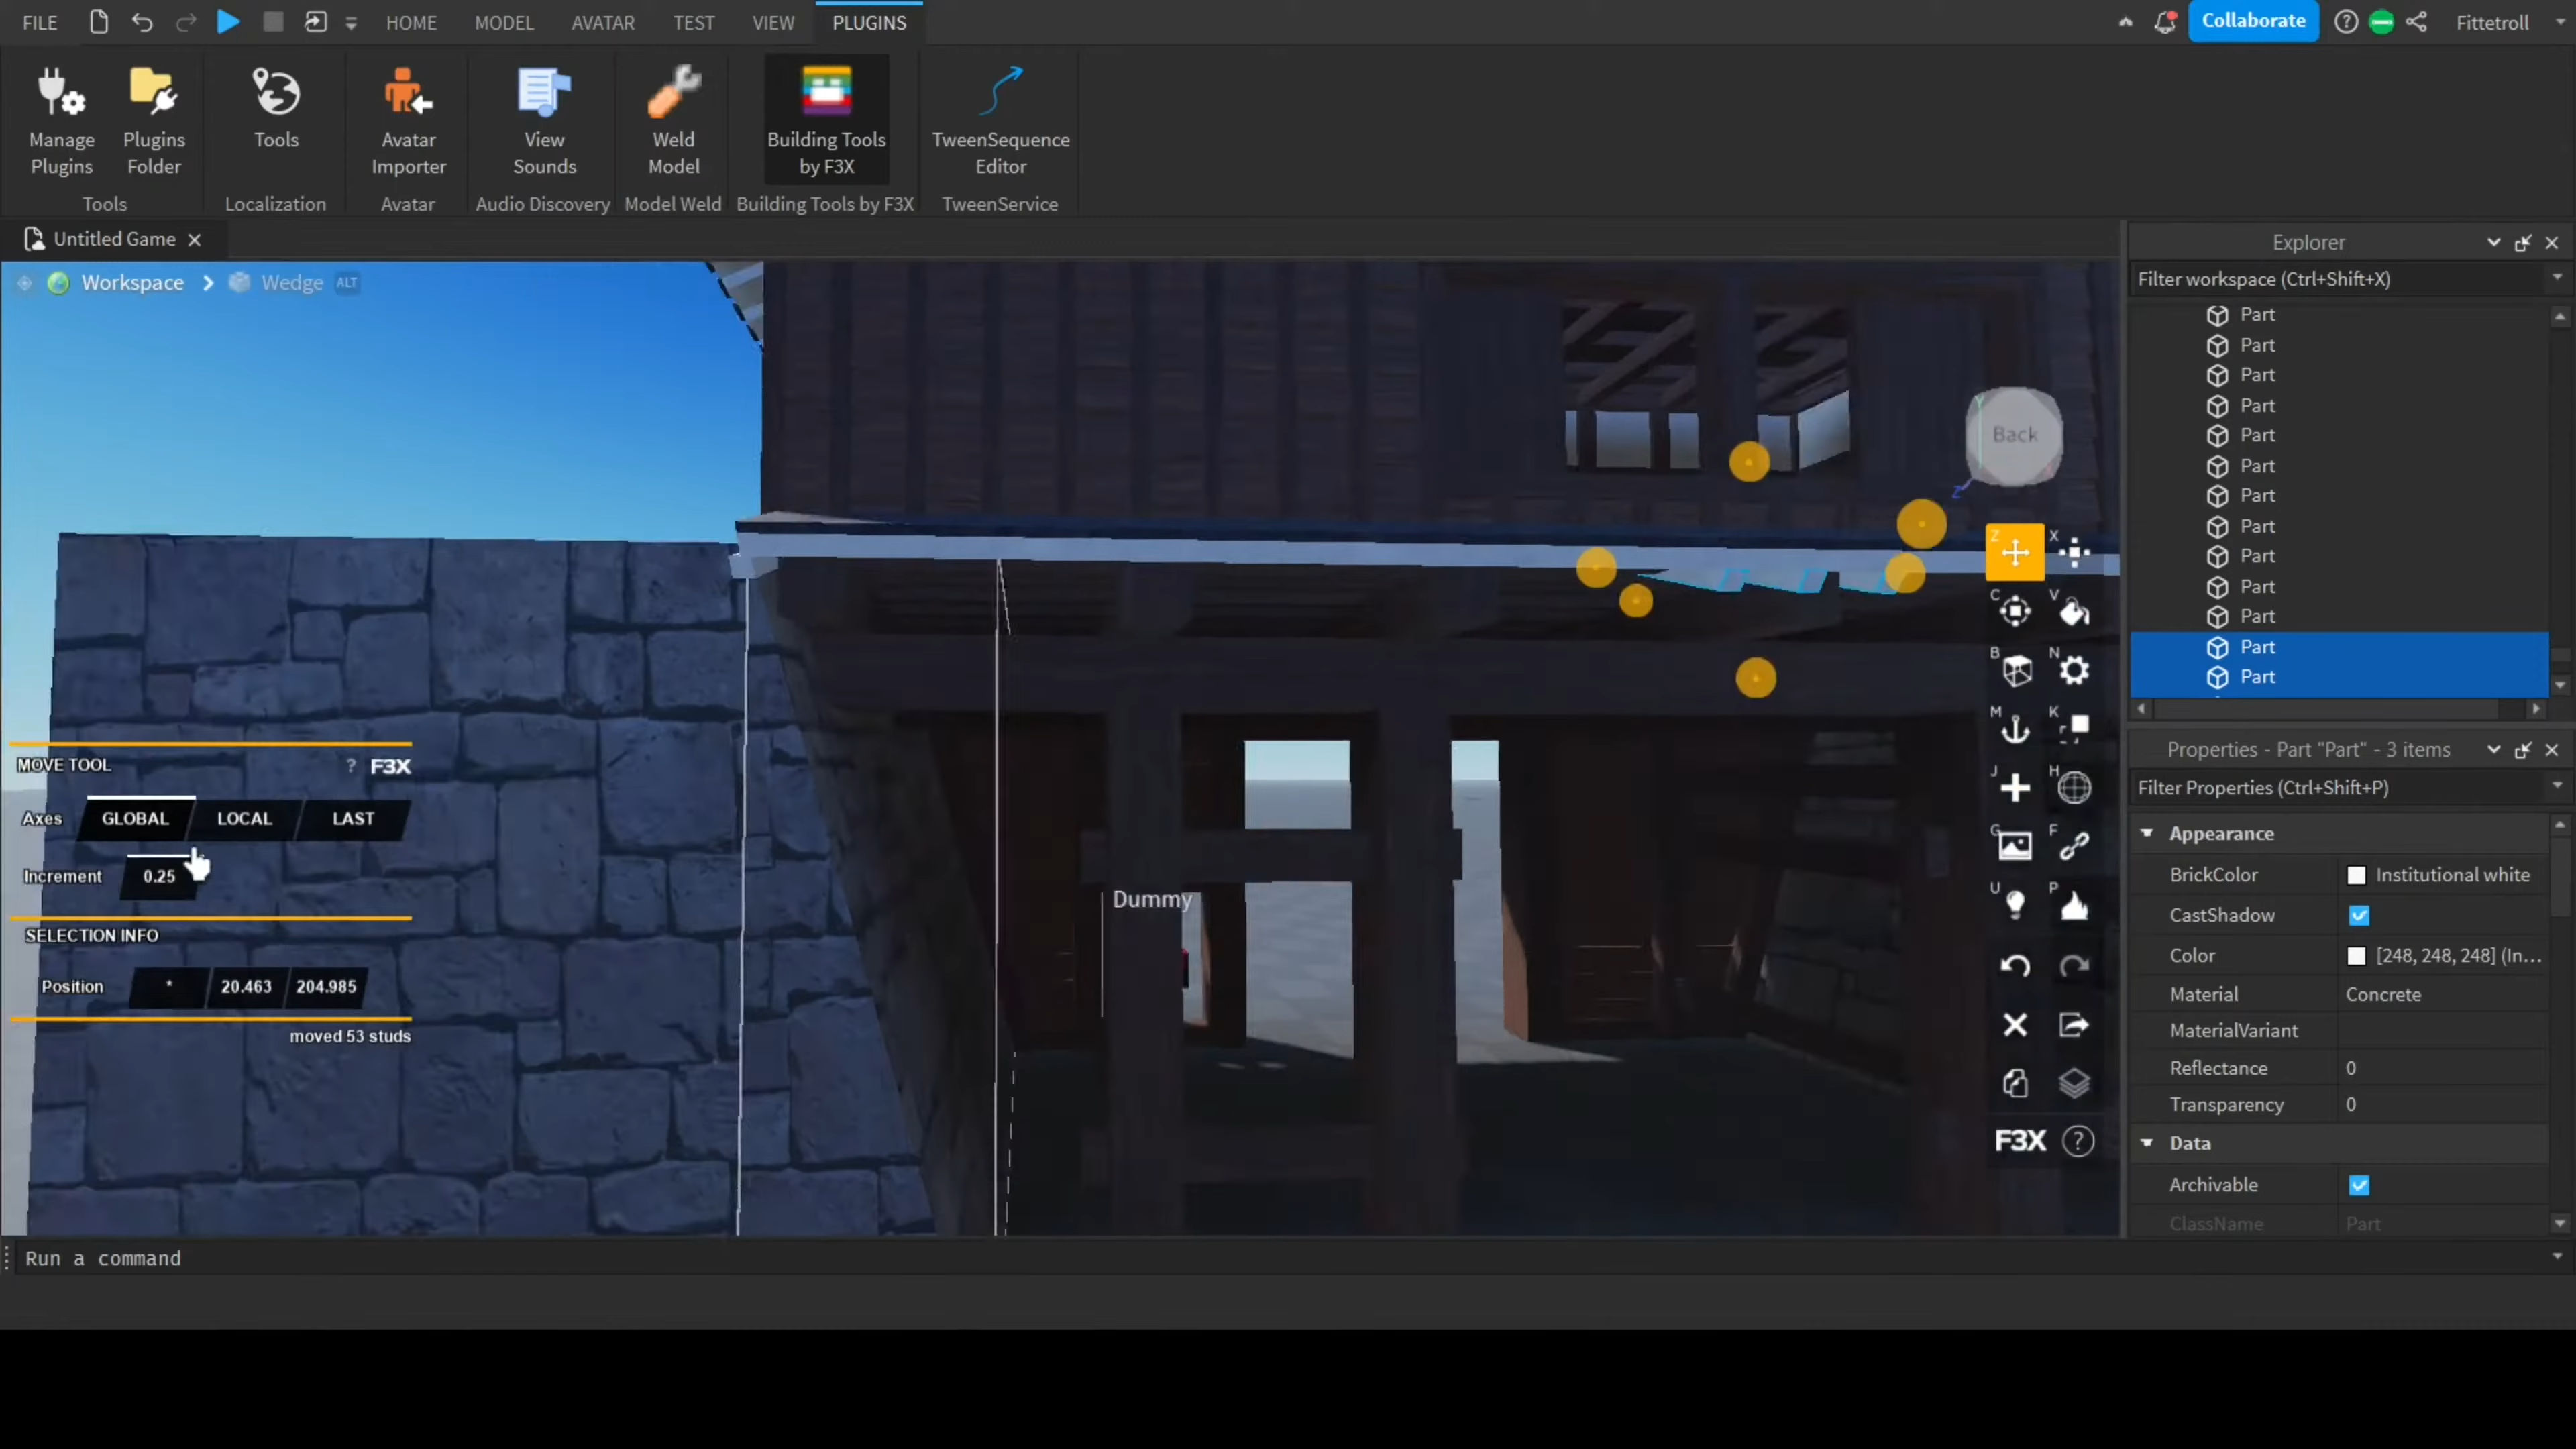 FILE HOME MODEL AVATAR TEST VIEW PLUGINS Collaborate ? Fittetroll
Manage Plugins
Plugins Folder
Tools
Avatar Importer
View Sounds
Weld Model
Building Tools by F3X
TweenSequence Editor
Tools Localization Avatar Audio Discovery Model Weld Building Tools by F3X TweenService
Untitled Game
Workspace > Wedge ALT
Explorer
Filter workspace (Ctrl+Shift+X)
Part
Part
Part
Part
Part
Part
Part
Part
Part
Part
Part
Part
Part
Back
Y
Z
Z X
C V
B N
M K
J H
G F
U P
F3X ?
MOVE TOOL ? F3X
Axes GLOBAL LOCAL LAST
Increment 0.25
SELECTION INFO
Position * 20.463 204.985
moved 53 studs
Dummy
Properties - Part "Part" - 3 items
Filter Properties (Ctrl+Shift+P)
Appearance
BrickColor Institutional white
CastShadow
Color [248, 248, 248] (In...
Material Concrete
MaterialVariant
Reflectance 0
Transparency 0
Data
Archivable
ClassName Part
Run a command